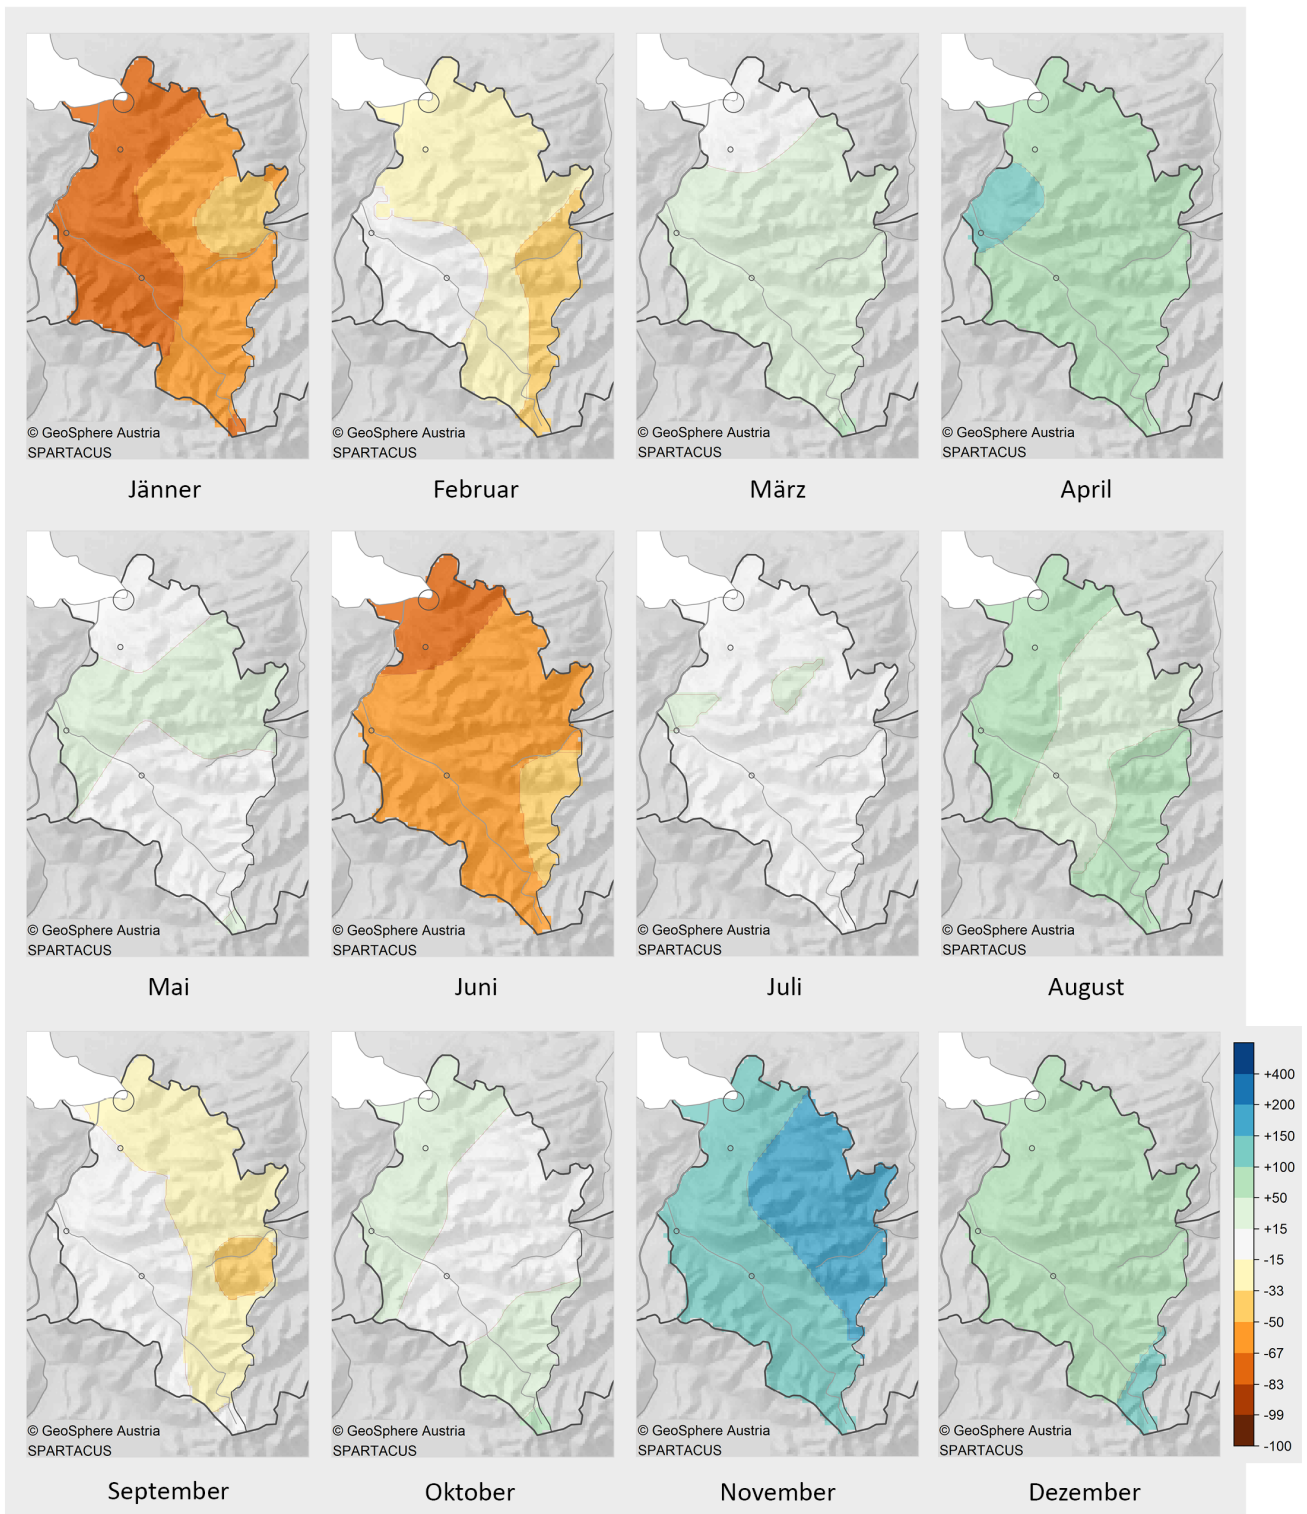 © GeoSphere Austria
SPARTACUS
© GeoSphere Austria
SPARTACUS
© GeoSphere Austria
SPARTACUS
© GeoSphere Austria
SPARTACUS
Jänner
Februar
März
April
© GeoSphere Austria
SPARTACUS
© GeoSphere Austria
SPARTACUS
© GeoSphere Austria
SPARTACUS
© GeoSphere Austria
SPARTACUS
Mai
Juni
Juli
August
© GeoSphere Austria
SPARTACUS
© GeoSphere Austria
SPARTACUS
© GeoSphere Austria
SPARTACUS
© GeoSphere Austria
SPARTACUS
September
Oktober
November
Dezember
+400
+200
+150
+100
+50
+15
-15
-33
-50
-67
-83
-99
-100